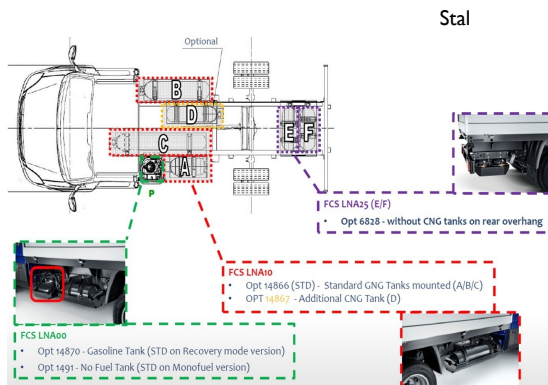 Stal
Optional
B
D
C
A
E F
P
FCS LNA25 (E/F)
• Opt 6828 - without CNG tanks on rear overhang
FCS LNA10
• Opt 14866 (STD) - Standard GNG Tanks mounted (A/B/C)
• OPT 14867 - Additional CNG Tank (D)
FCS LNA00
• Opt 14870 - Gasoline Tank (STD on Recovery mode version)
• Opt 1491 - No Fuel Tank (STD on Monofuel version)